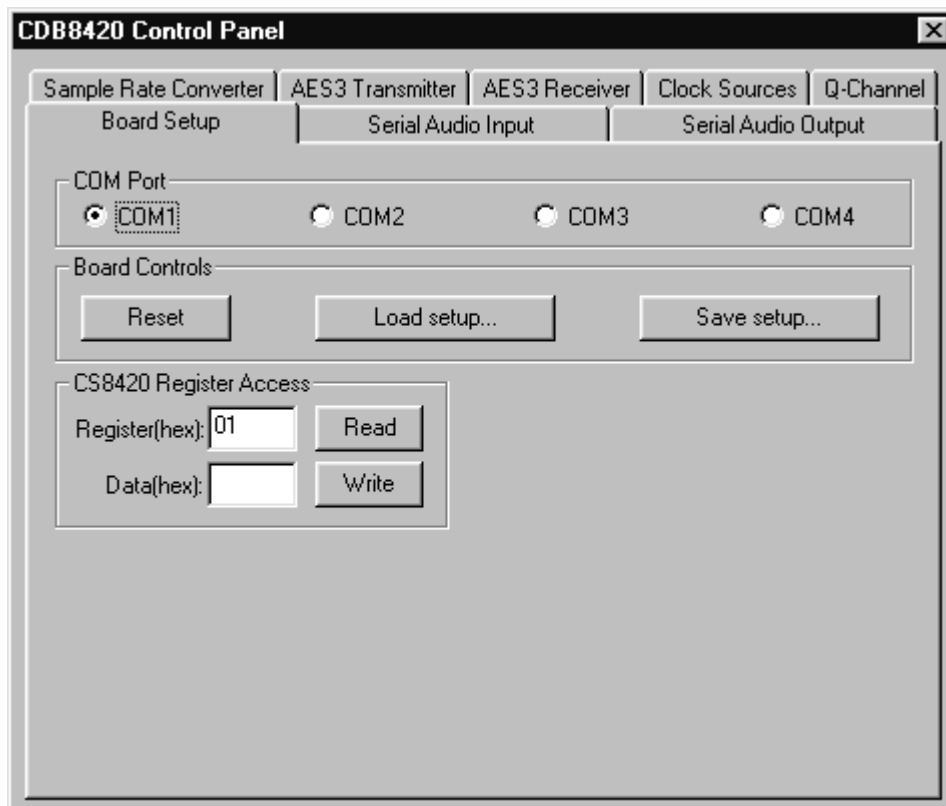 CDB8420 Control Panel
Sample Rate Converter AES3 Transmitter AES3 Receiver Clock Sources Q-Channel
Board Setup Serial Audio Input Serial Audio Output
COM Port
COM1 COM2 COM3 COM4
Board Controls
Reset Load setup... Save setup...
CS8420 Register Access
Register(hex): 01 Read
Data(hex): Write